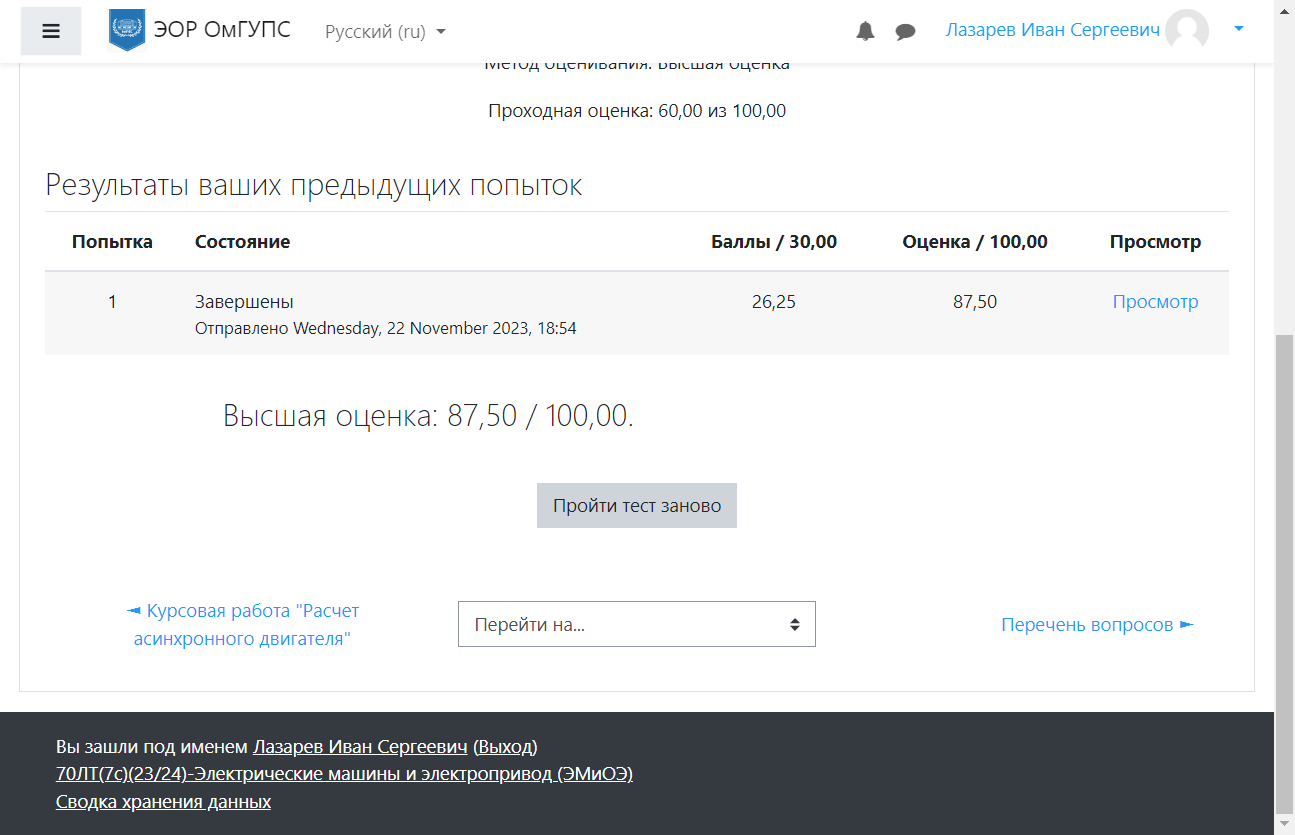 ЭОР ОмГУПС
Русский (ru)
Лазарев Иван Сергеевич
Метод оценивания: Высшая оценка
Проходная оценка: 60,00 из 100,00
Результаты ваших предыдущих попыток
Попытка Состояние Баллы / 30,00 Оценка / 100,00 Просмотр
1 Завершены 26,25 87,50 Просмотр
Отправлено Wednesday, 22 November 2023, 18:54
Высшая оценка: 87,50 / 100,00.
Пройти тест заново
◄ Курсовая работа "Расчет
асинхронного двигателя"
Перейти на...
Перечень вопросов ►
Вы зашли под именем Лазарев Иван Сергеевич (Выход)
70ЛТ(7с)(23/24)-Электрические машины и электропривод (ЭМиОЭ)
Сводка хранения данных